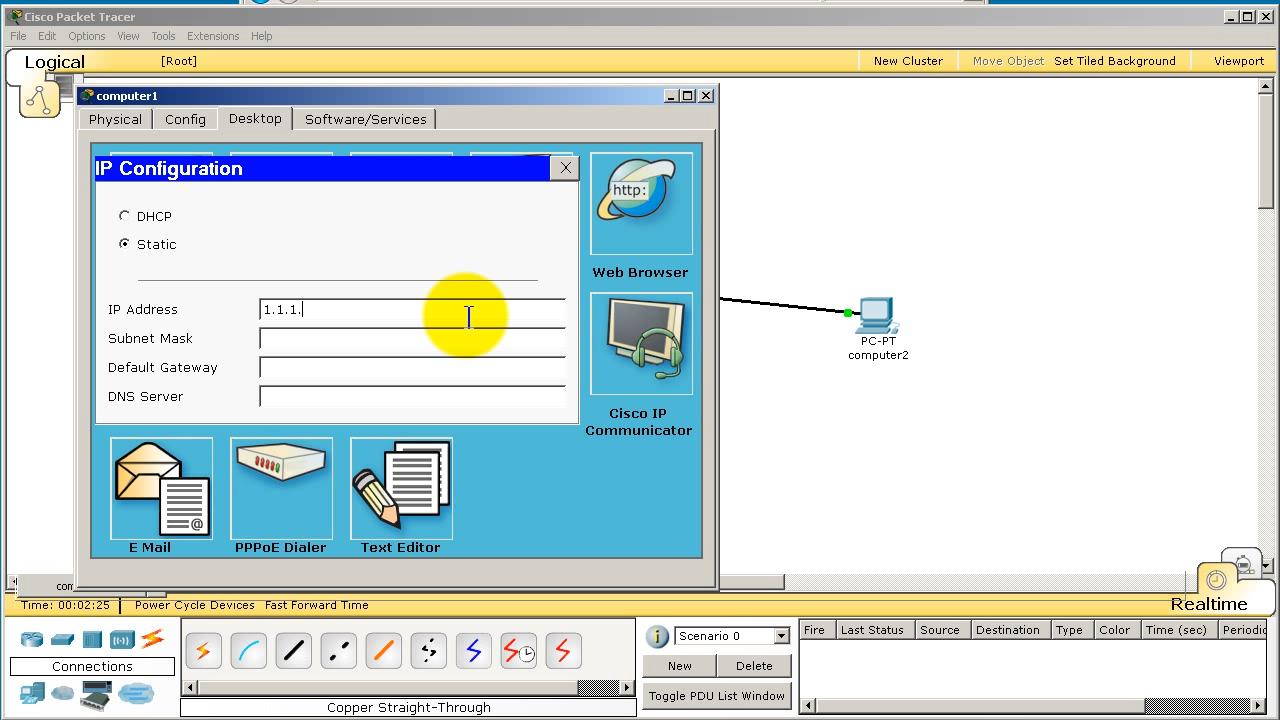 Cisco Packet Tracer
File Edit Options View Tools Extensions Help
Logical [Root] New Cluster Move Object Set Tiled Background Viewport
computer1
Physical Config Desktop Software/Services
IP Configuration
DHCP
Static
IP Address 1.1.1.
Subnet Mask
Default Gateway
DNS Server
http:
Web Browser
Cisco IP
Communicator
@
E Mail PPPoE Dialer Text Editor
PC-PT
computer2
com
Time: 00:02:25 Power Cycle Devices Fast Forward Time
Realtime
Connections
Copper Straight-Through
Scenario 0
New Delete
Toggle PDU List Window
Fire Last Status Source Destination Type Color Time (sec) Periodi